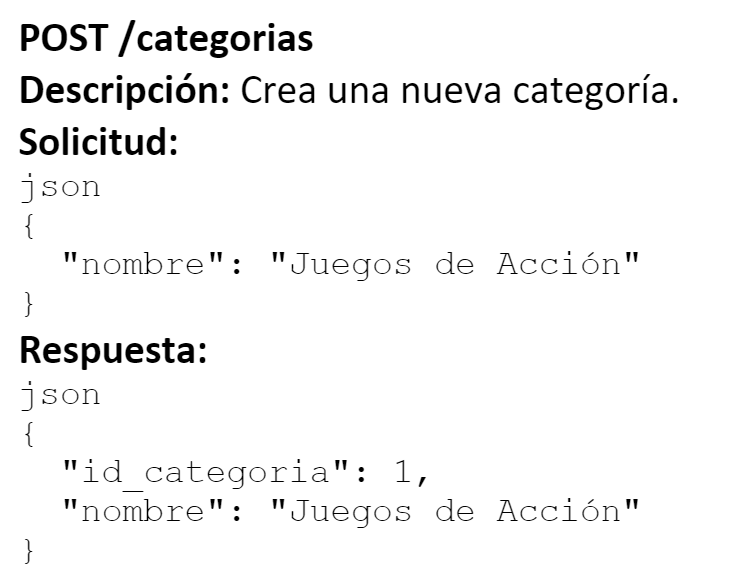 POST /categorias
Descripción: Crea una nueva categoría.
Solicitud:
json
{
  "nombre": "Juegos de Acción"
}
Respuesta:
json
{
  "id_categoria": 1,
  "nombre": "Juegos de Acción"
}